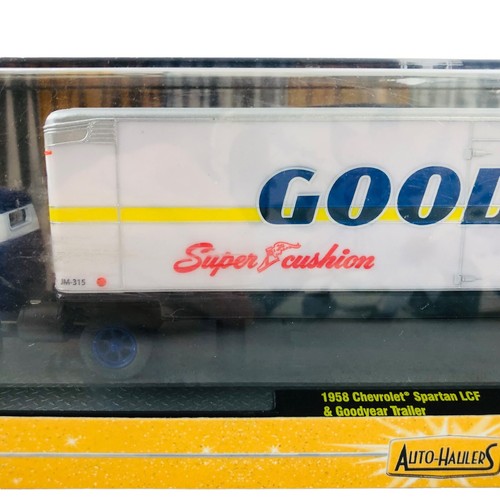 GOOD
Super cushion
JM-315
1958 Chevrolet® Spartan LCF
& Goodyear Trailer
AUTO-HAULERS